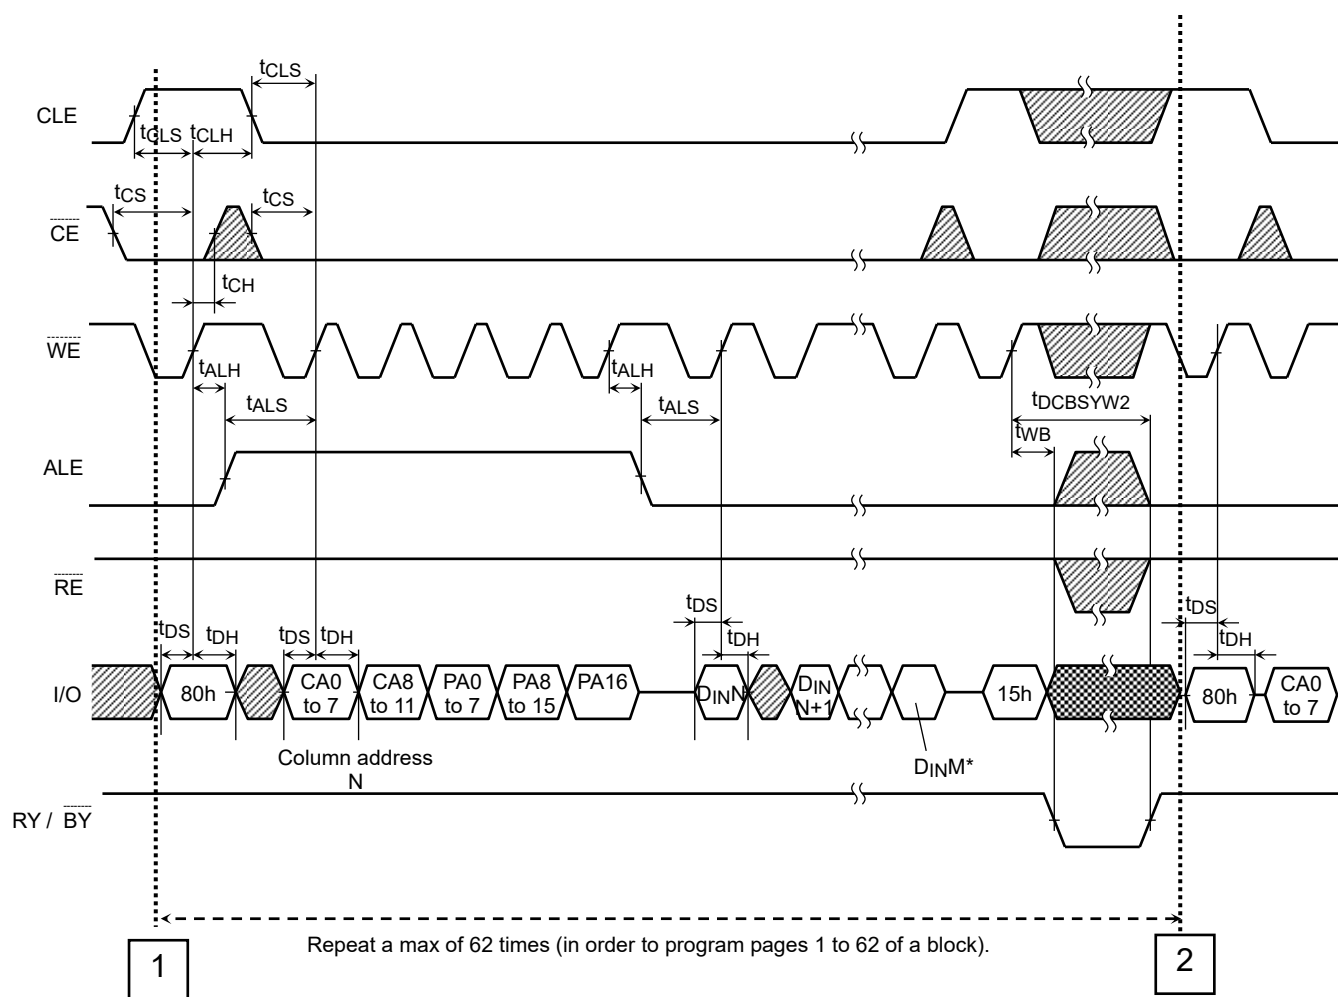 tCLS
CLE
tCLS tCLH
tCS tCS
CE
tCH
WE
tALH tALH
tALS tALS tDCBSYW2
tWB
ALE
RE
tDS tDH tDS tDH tDS tDH tDS tDH
I/O 80h CA0 to 7 CA8 to 11 PA0 to 7 PA8 to 15 PA16 DINN DIN N+1 15h 80h CA0 to 7
Column address
N
DINM*
RY / BY
Repeat a max of 62 times (in order to program pages 1 to 62 of a block).
1 2